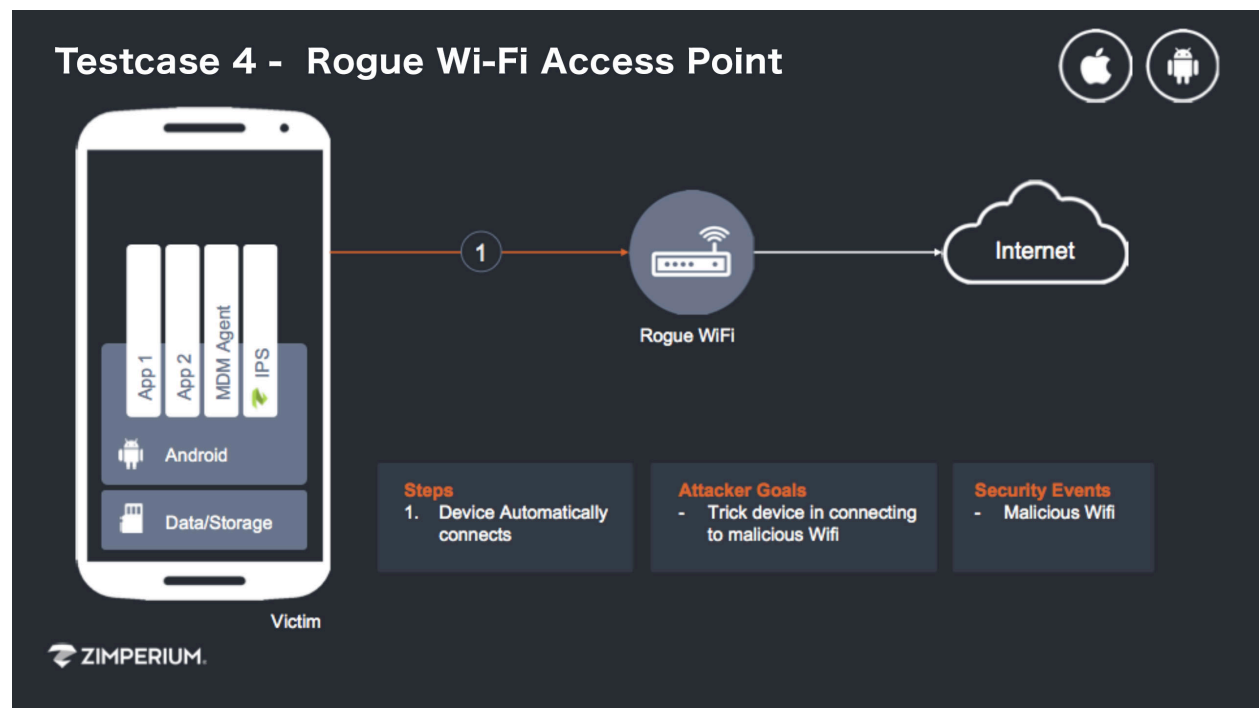 Testcase 4 - Rogue Wi-Fi Access Point
App 1
App 2
MDM Agent
IPS
Android
Data/Storage
Victim
1
Rogue WiFi
Internet
Steps
1. Device Automatically
connects
Attacker Goals
- Trick device in connecting
to malicious Wifi
Security Events
- Malicious Wifi
ZIMPERIUM.